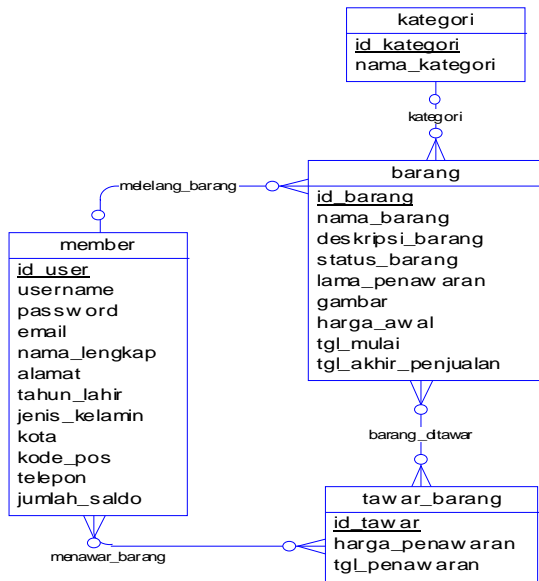 kategori
id_kategori
nama_kategori
kategori
barang
id_barang
nama_barang
deskripsi_barang
status_barang
lama_penawaran
gambar
harga_awal
tgl_mulai
tgl_akhir_penjualan
melelang_barang
member
id_user
username
password
email
nama_lengkap
alamat
tahun_lahir
jenis_kelamin
kota
kode_pos
telepon
jumlah_saldo
barang_ditawar
tawar_barang
id_tawar
harga_penawaran
tgl_penawaran
menawar_barang